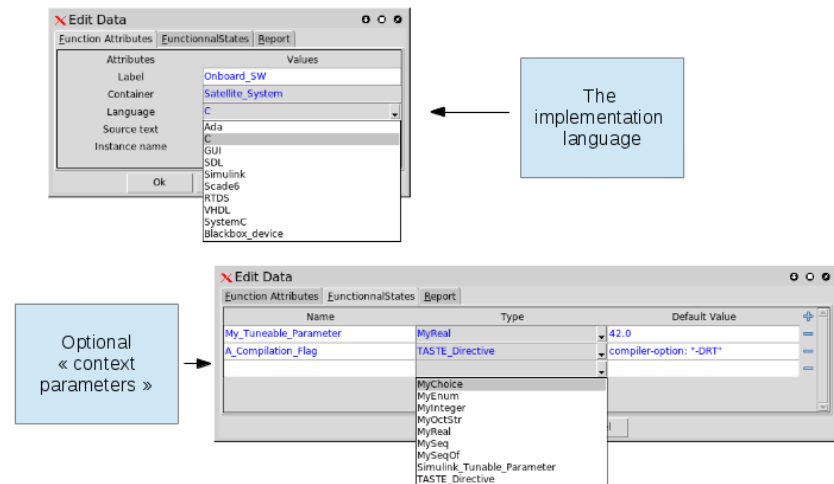 Edit Data
Function Attributes FunctionnalStates Report
Attributes Values
Label Onboard_SW
Container Satellite_System
Language C
Source text
Instance name
Ada
C
GUI
SDL
Simulink
Scade6
RTDS
VHDL
SystemC
Blackbox_device
Ok
The
implementation
language
Edit Data
Function Attributes FunctionnalStates Report
Name Type Default Value
My_Tuneable_Parameter MyReal 42.0
A_Compilation_Flag TASTE_Directive compiler-option: "-DRT"
MyChoice
MyEnum
MyInteger
MyOctStr
MyReal
MySeq
MySeqOf
Simulink_Tunable_Parameter
TASTE_Directive
Optional
« context
parameters »